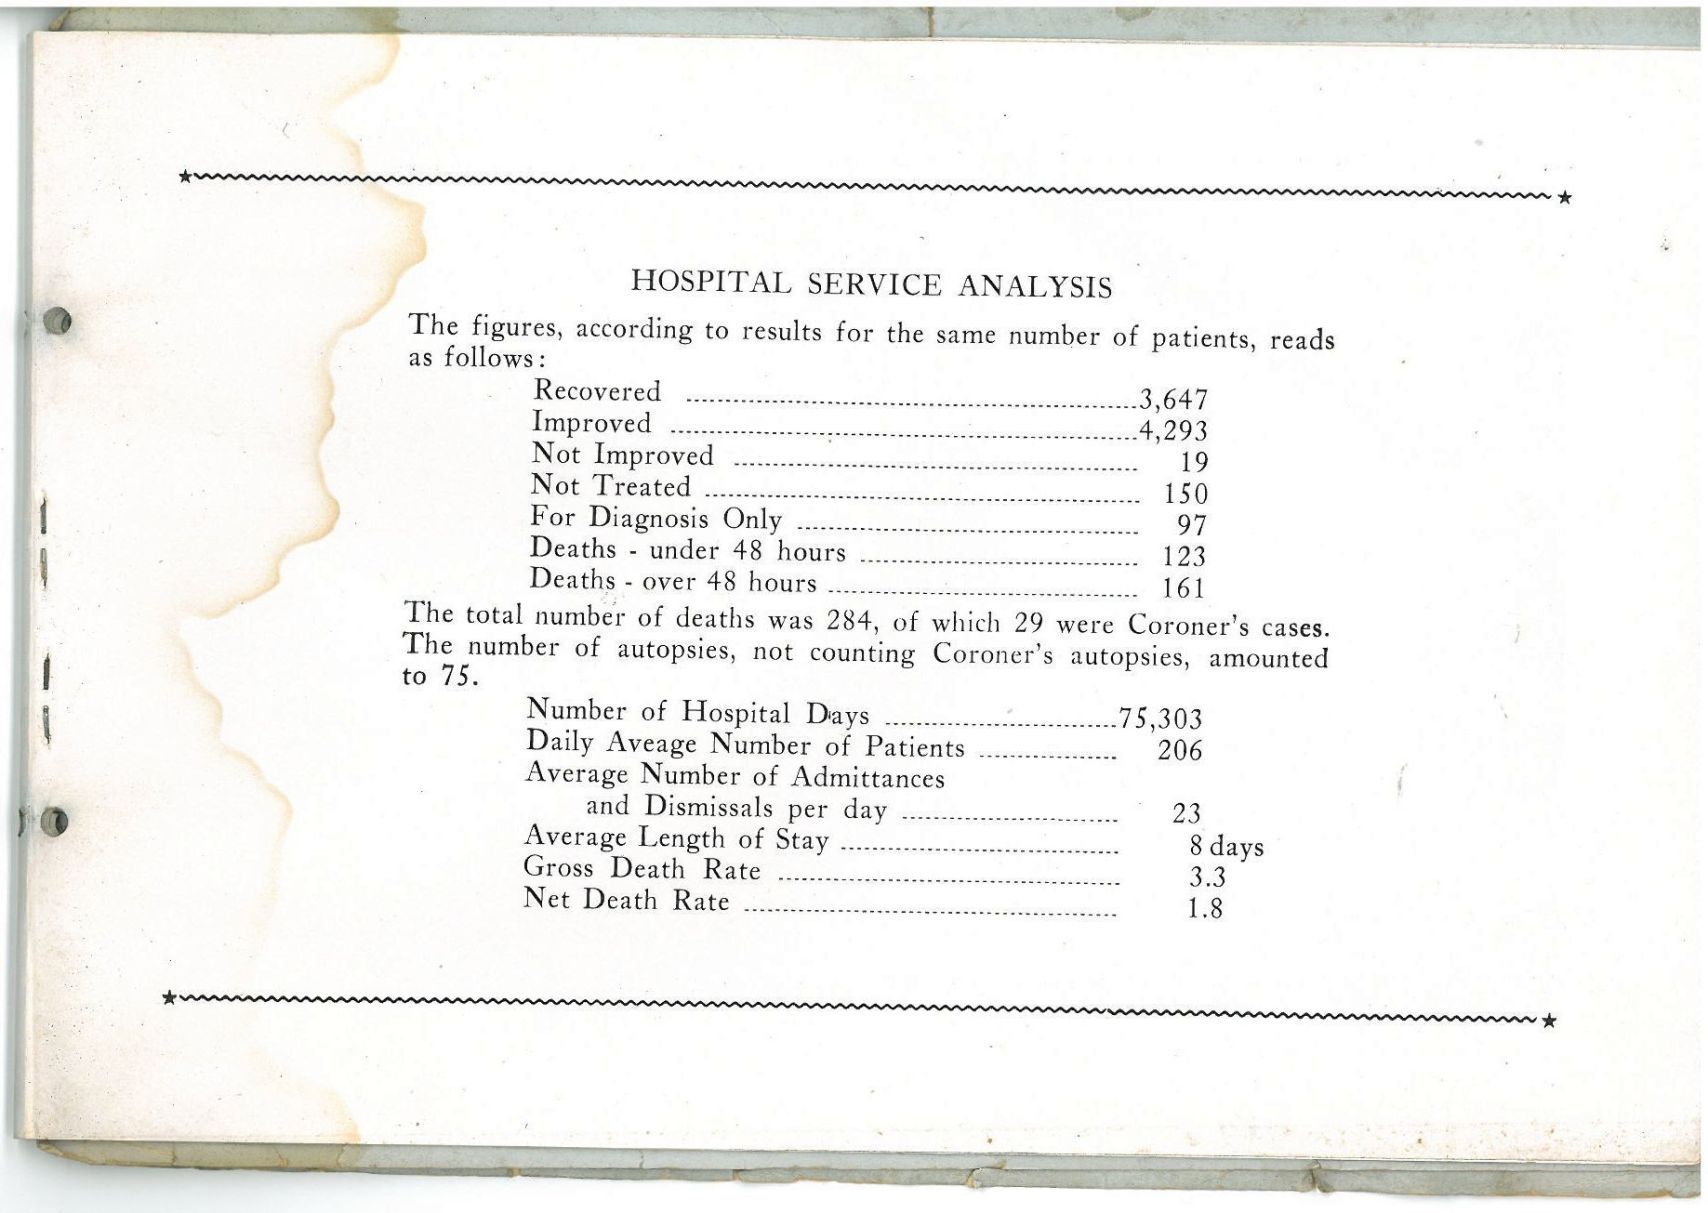 HOSPITAL SERVICE ANALYSIS
The figures, according to results for the same number of patients, reads
as follows:
Recovered ........................................................3,647
Improved ..........................................................4,293
Not Improved .................................................. 19
Not Treated ...................................................... 150
For Diagnosis Only .......................................... 97
Deaths - under 48 hours .................................. 123
Deaths - over 48 hours ...................................... 161
The total number of deaths was 284, of which 29 were Coroner's cases.
The number of autopsies, not counting Coroner's autopsies, amounted
to 75.
Number of Hospital Days .............................75,303
Daily Aveage Number of Patients ................. 206
Average Number of Admittances
and Dismissals per day ........................... 23
Average Length of Stay .................................. 8 days
Gross Death Rate .......................................... 3.3
Net Death Rate .............................................. 1.8